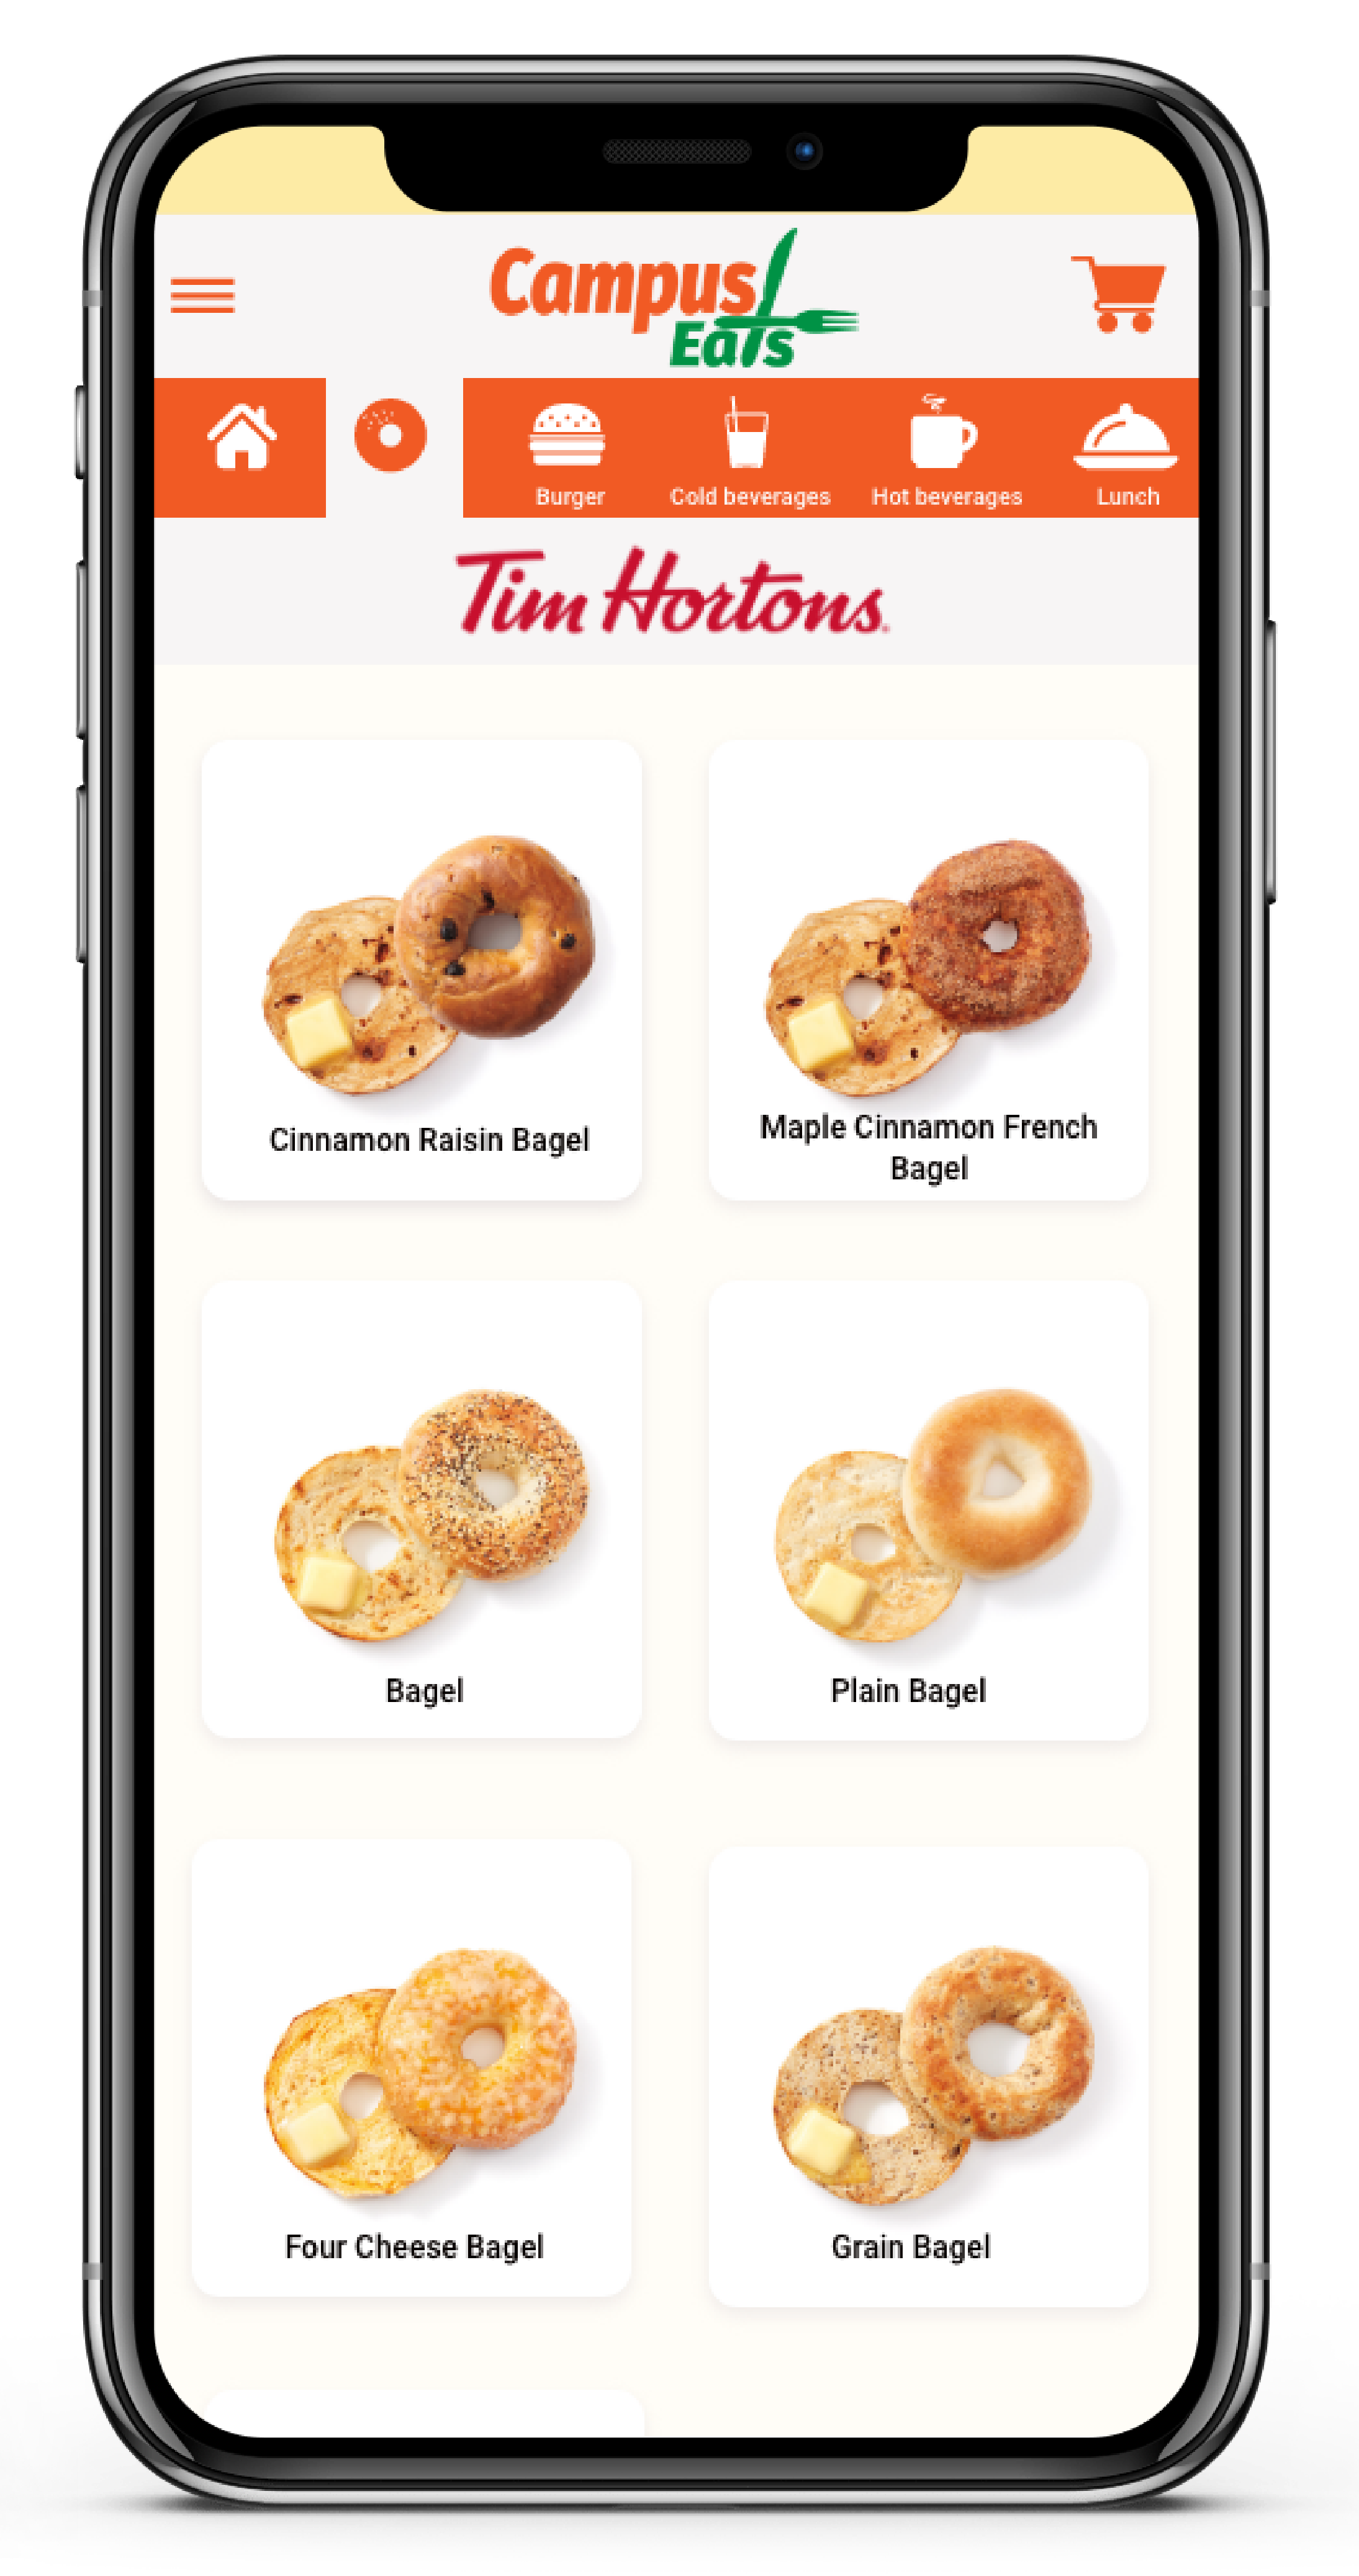 Campus
Eats
Burger
Cold beverages
Hot beverages
Lunch
Tim Hortons
Cinnamon Raisin Bagel
Maple Cinnamon French
Bagel
Bagel
Plain Bagel
Four Cheese Bagel
Grain Bagel